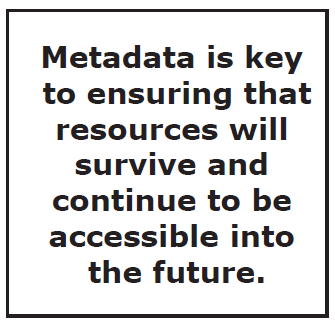 Metadata is key
to ensuring that
resources will
survive and
continue to be
accessible into
the future.